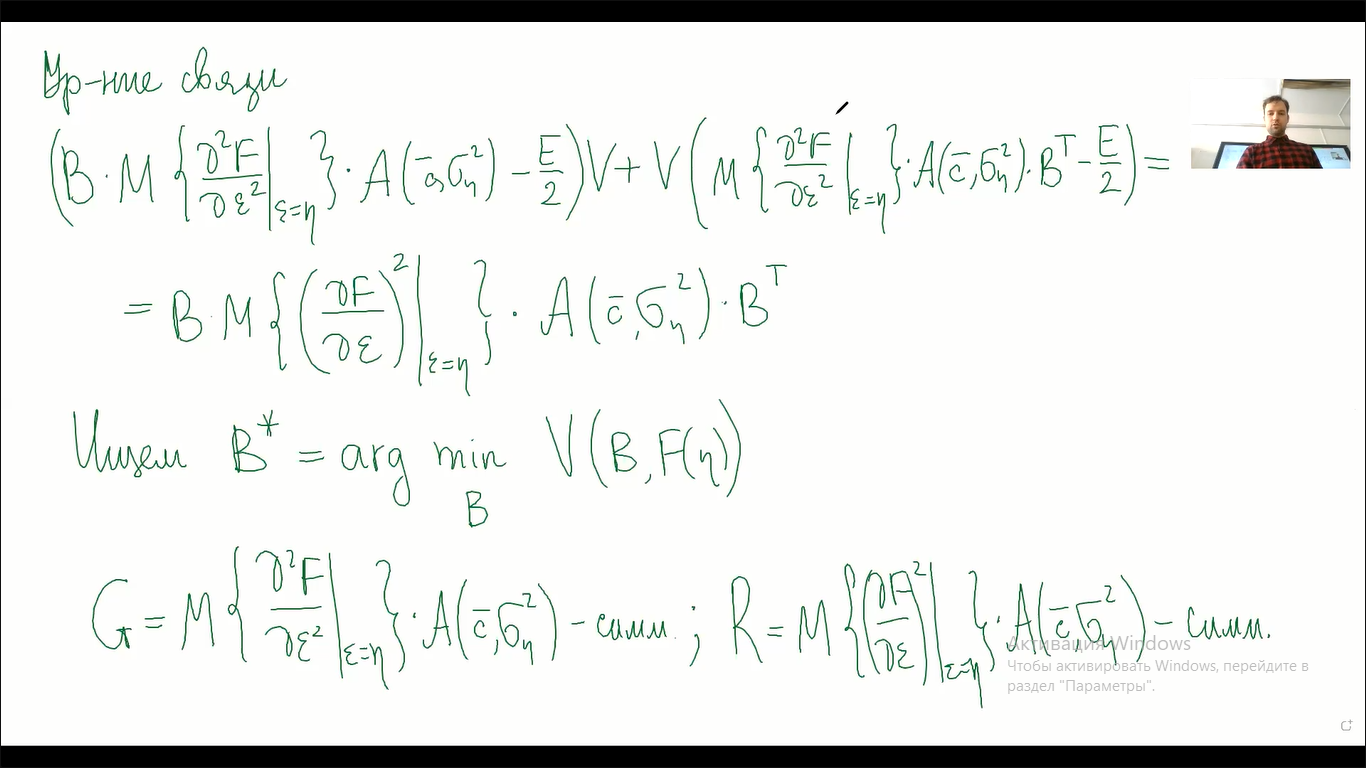 Ур-ние связи
(B · M {∂²F/∂ε² |ε=η} · A(c̄, σ²η) - E/2) V + V (M {∂²F/∂ε² |ε=η} · A(c̄, σ²η) · Bᵀ - E/2) =
= B · M {(∂F/∂ε)² |ε=η} · A(c̄, σ²η) · Bᵀ
Ищем B* = arg min V(B, F(η))
B
G = M {∂²F/∂ε² |ε=η} · A(c̄, σ²η) - симм. ; R = M {(∂F/∂ε)² |ε=η} · A(c̄, σ²η) - симм.
Активация Windows
Чтобы активировать Windows, перейдите в
раздел "Параметры".